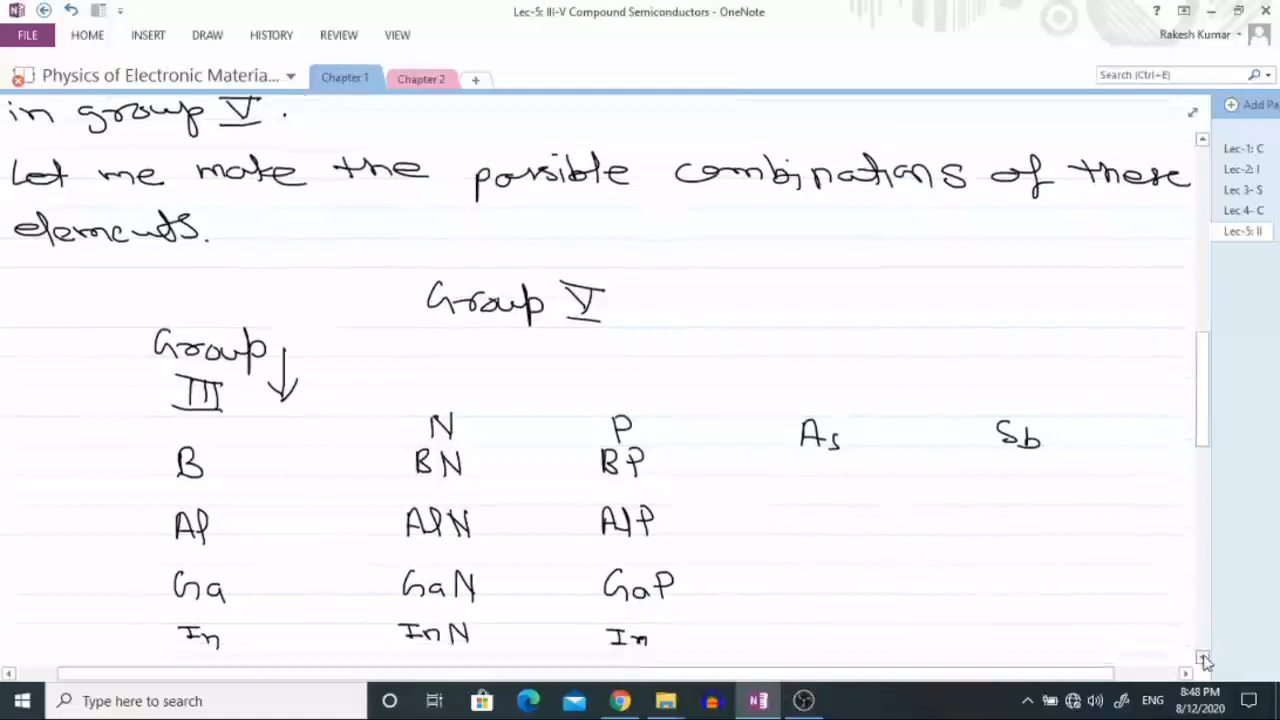 Lec-5: III-V Compound Semiconductors - OneNote
FILE HOME INSERT DRAW HISTORY REVIEW VIEW
Rakesh Kumar
Physics of Electronic Materia...
Chapter 1 Chapter 2
Search (Ctrl+E)
Add Pa
Lec-1: C
Lec-2: I
Lec 3- S
Lec 4- C
Lec-5: II
in group V.
Let me make the possible combinations of these
elements.
Group V
Group
III
N P As Sb
B BN BP
Al AlN AlP
Ga GaN GaP
In InN In
Type here to search
ENG
8:48 PM
8/12/2020